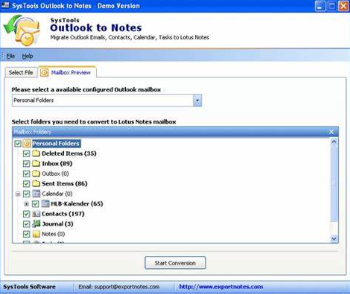 SysTools Outlook to Notes - Demo Version
SysTools
Outlook to Notes
Migrate Outlook Emails, Contacts, Calendar, Tasks to Lotus Notes
File Help
Select File Mailbox Preview
Please select a available configured Outlook mailbox
Personal Folders
Select folders you need to convert to Lotus Notes mailbox
Mailbox Folders
Personal Folders
Deleted Items (35)
Inbox (89)
Outbox (0)
Sent Items (86)
Calendar (0)
HLB-Kalender (65)
Contacts (197)
Journal (3)
Notes (0)
Start Conversion
SysTools Software Email: support@exportnotes.com http://www.exportnotes.com